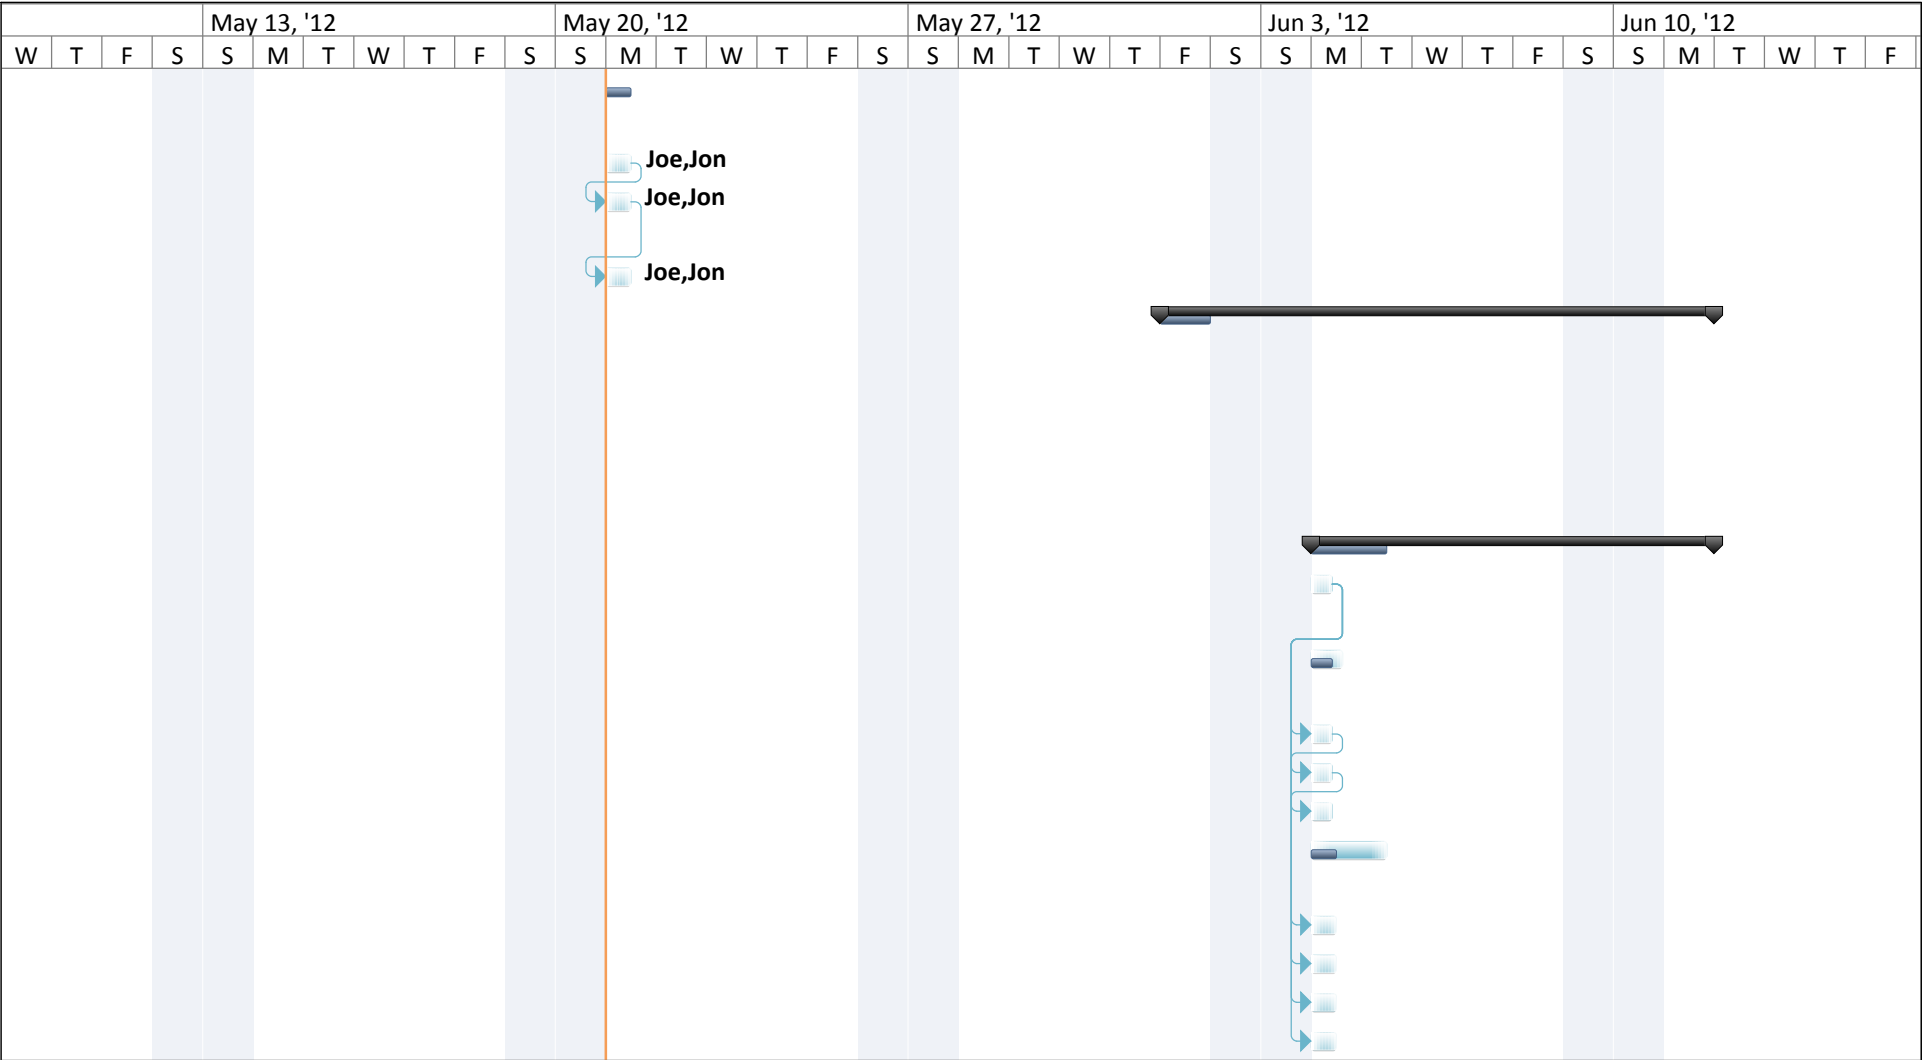 May 13, '12 May 20, '12 May 27, '12 Jun 3, '12 Jun 10, '12
W T F S S M T W T F S S M T W T F S S M T W T F S S M T W T F S S M T W T F
Joe,Jon
Joe,Jon
Joe,Jon